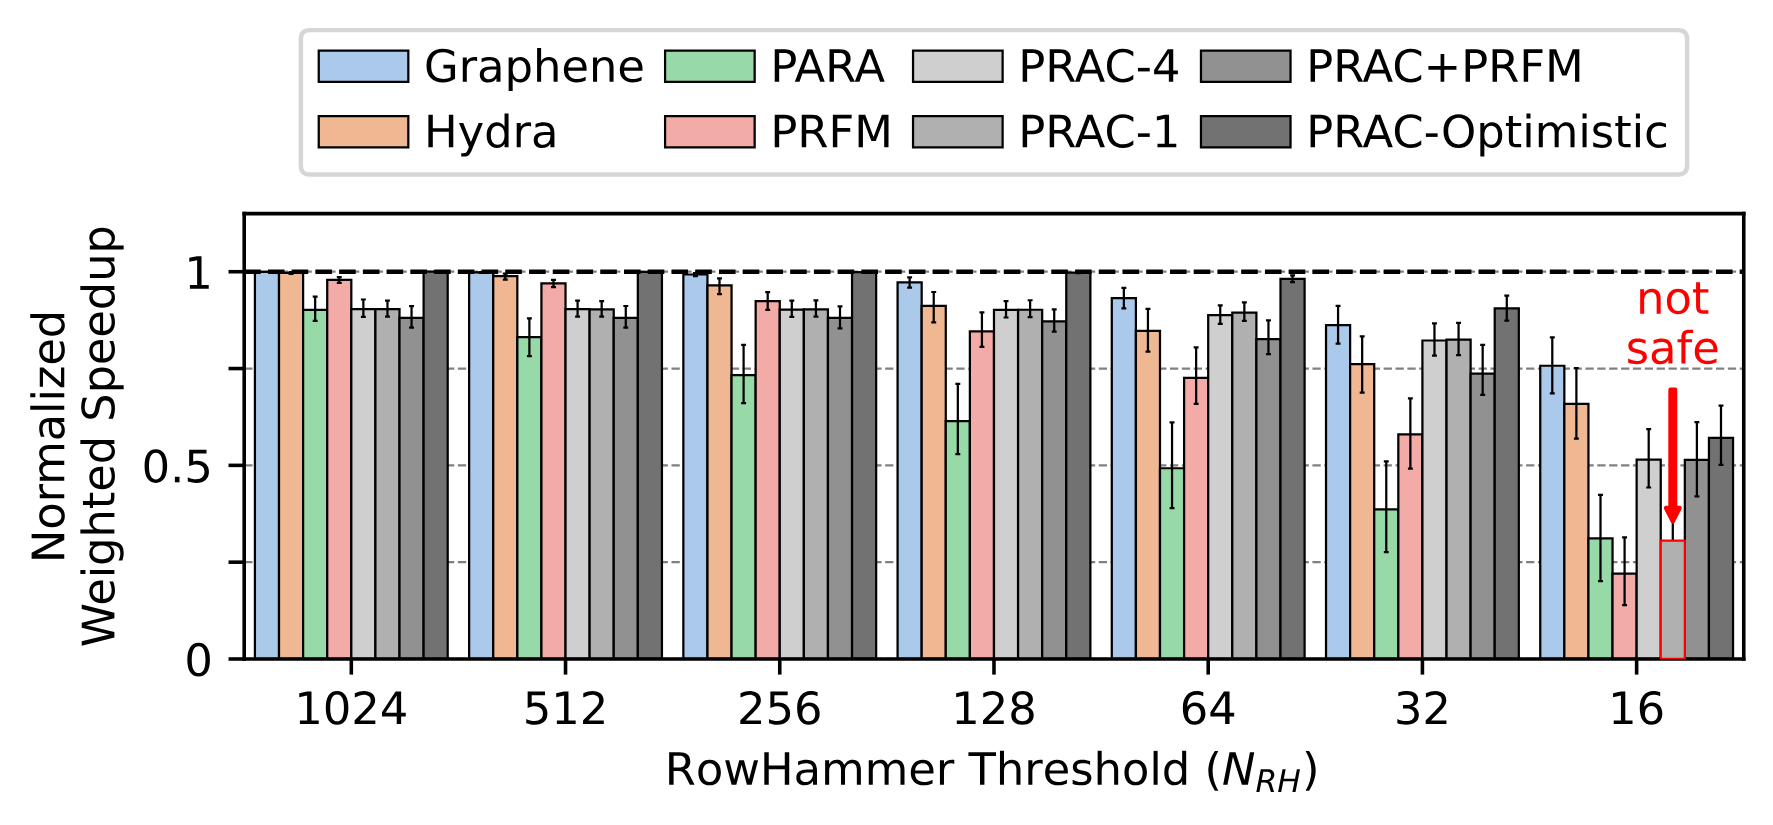 Graphene PARA PRAC-4 PRAC+PRFM
Hydra PRFM PRAC-1 PRAC-Optimistic
Normalized
Weighted Speedup
1
0.5
0
not
safe
1024 512 256 128 64 32 16
RowHammer Threshold (N_RH)